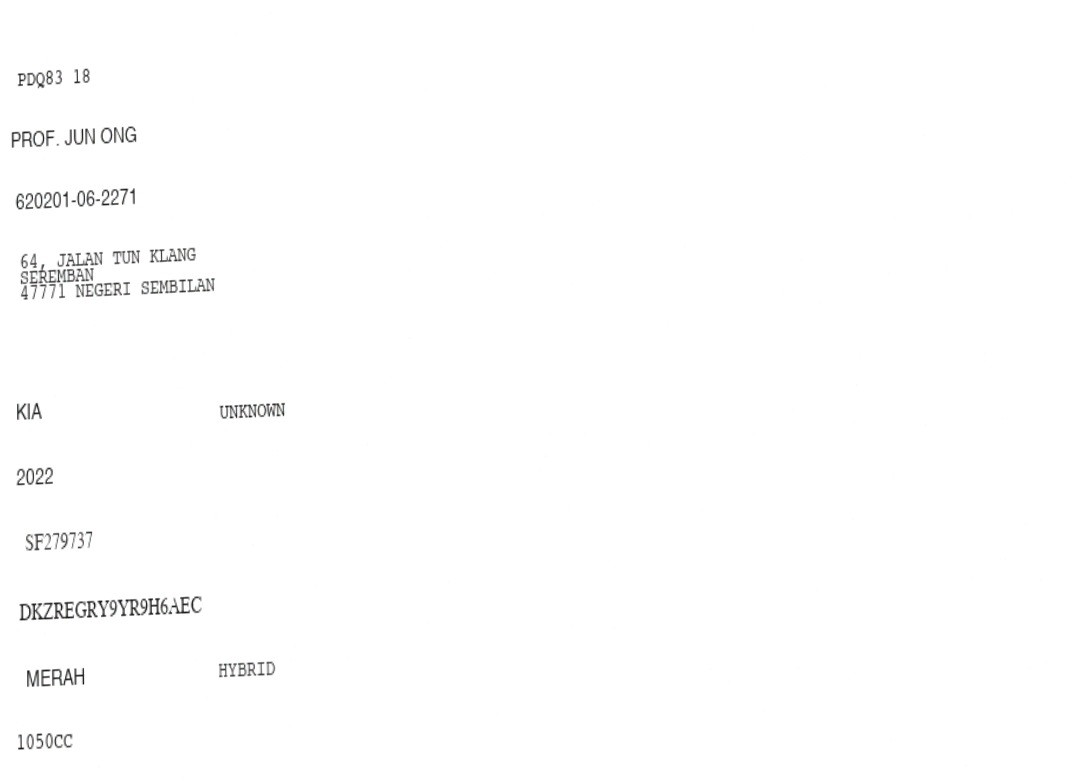 PDQ83 18
PROF. JUN ONG
620201-06-2271
64, JALAN TUN KLANG
SEREMBAN
47771 NEGERI SEMBILAN
KIA UNKNOWN
2022
SF279737
DKZREGRY9YR9H6AEC
MERAH HYBRID
1050CC